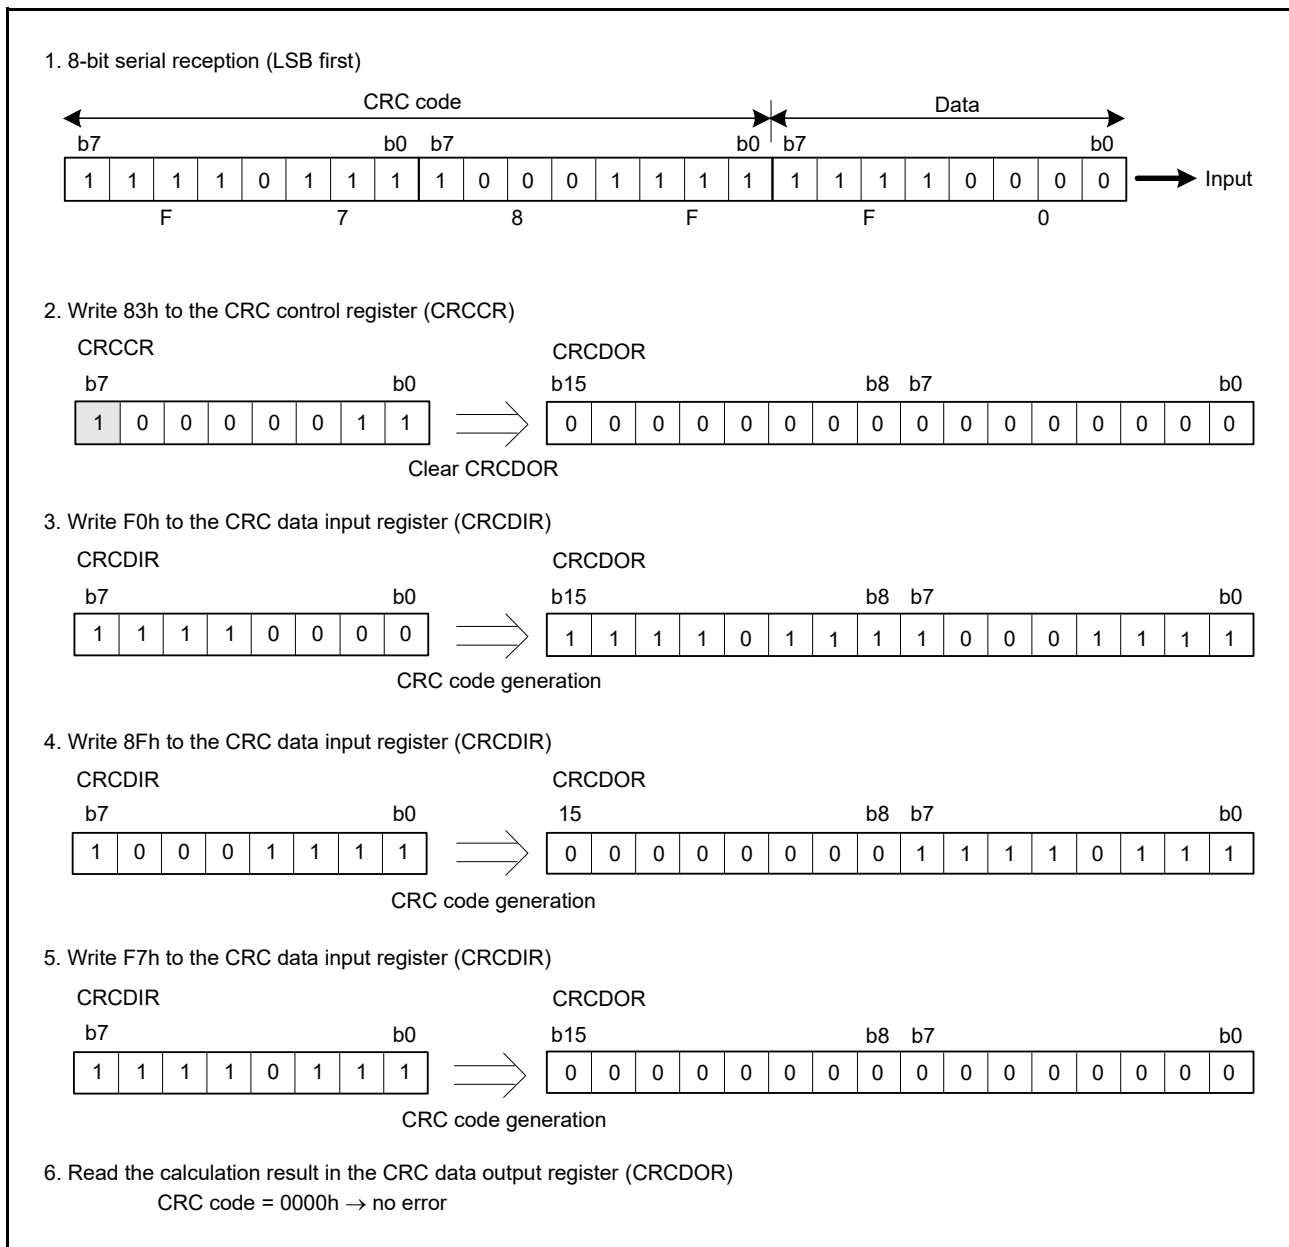 1. 8-bit serial reception (LSB first)
CRC code Data
b7 b0 b7 b0 b7 b0
1 1 1 1 0 1 1 1 1 0 0 0 1 1 1 1 1 1 1 1 0 0 0 0 Input
F 7 8 F F 0
2. Write 83h to the CRC control register (CRCCR)
CRCCR CRCDOR
b7 b0 b15 b8 b7 b0
1 0 0 0 0 0 1 1 0 0 0 0 0 0 0 0 0 0 0 0 0 0 0 0
Clear CRCDOR
3. Write F0h to the CRC data input register (CRCDIR)
CRCDIR CRCDOR
b7 b0 b15 b8 b7 b0
1 1 1 1 0 0 0 0 1 1 1 1 0 1 1 1 1 0 0 0 1 1 1 1
CRC code generation
4. Write 8Fh to the CRC data input register (CRCDIR)
CRCDIR CRCDOR
b7 b0 15 b8 b7 b0
1 0 0 0 1 1 1 1 0 0 0 0 0 0 0 0 1 1 1 1 0 1 1 1
CRC code generation
5. Write F7h to the CRC data input register (CRCDIR)
CRCDIR CRCDOR
b7 b0 b15 b8 b7 b0
1 1 1 1 0 1 1 1 0 0 0 0 0 0 0 0 0 0 0 0 0 0 0 0
CRC code generation
6. Read the calculation result in the CRC data output register (CRCDOR)
CRC code = 0000h → no error